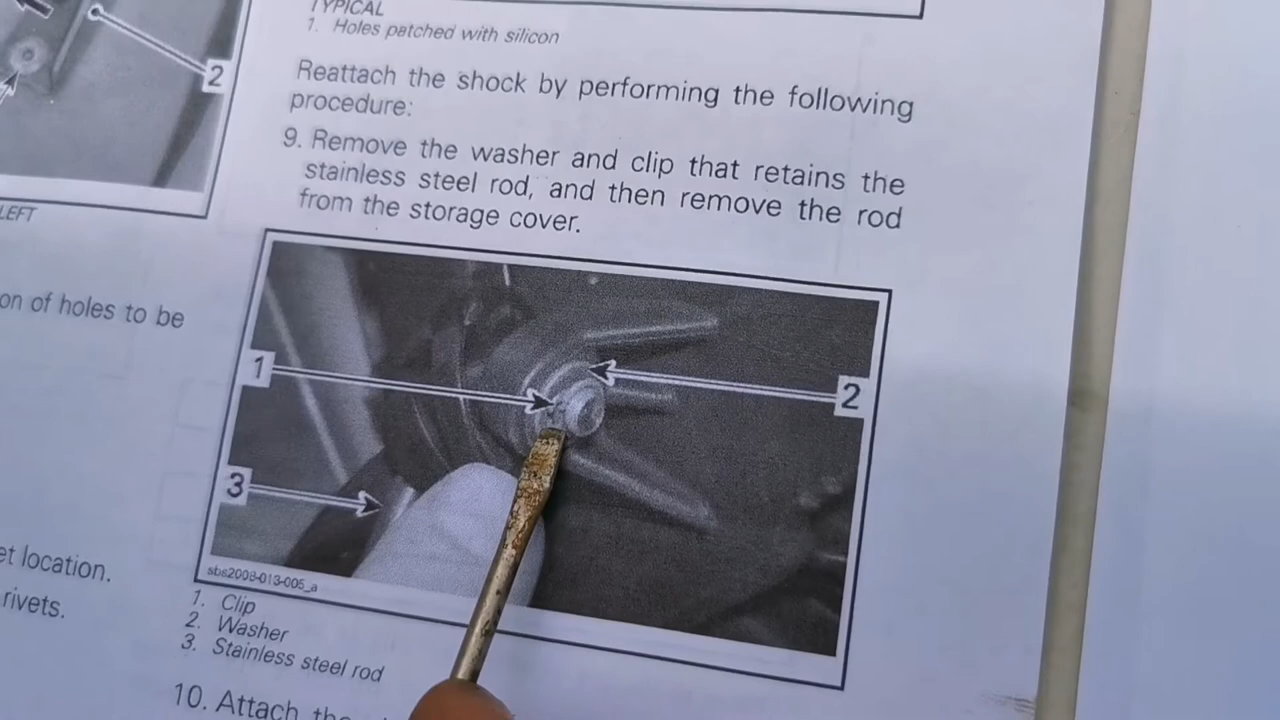 2
LEFT
on of holes to be
et location.
rivets.
TYPICAL
1. Holes patched with silicon
Reattach the shock by performing the following
procedure:
9. Remove the washer and clip that retains the
stainless steel rod, and then remove the rod
from the storage cover.
1
2
3
sbs2008-013-005_a
1. Clip
2. Washer
3. Stainless steel rod
10. Attach the